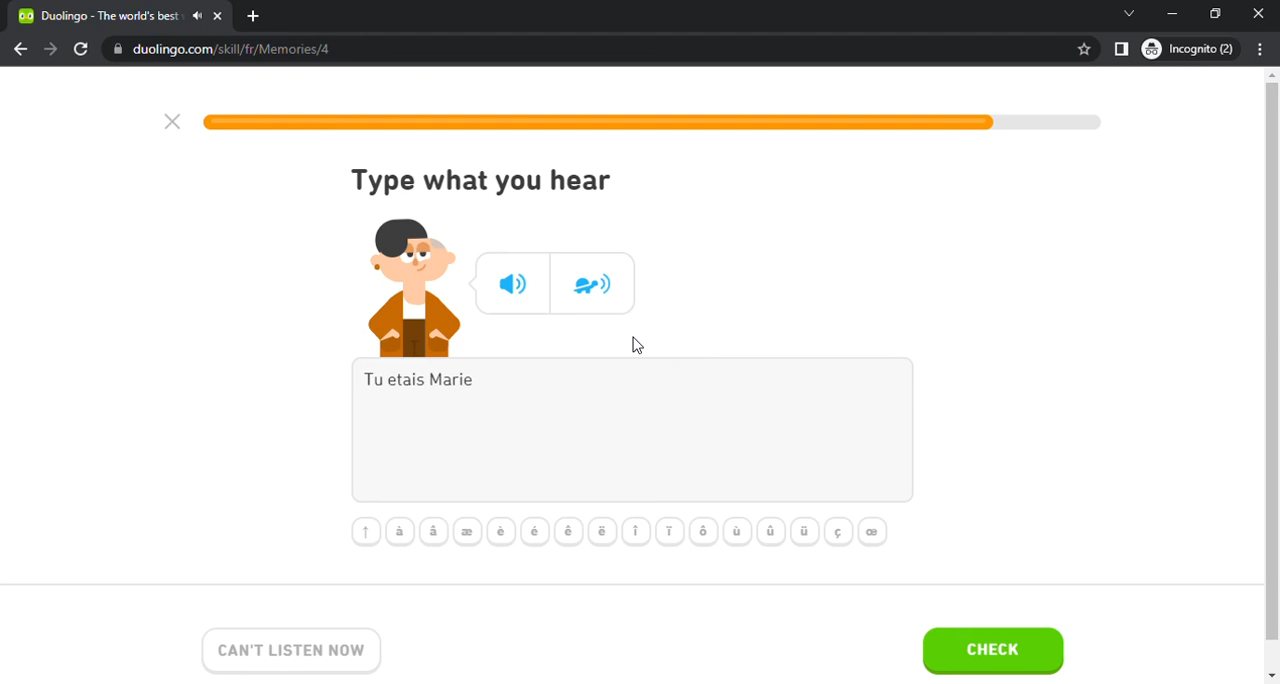 Duolingo - The world's best
duolingo.com/skill/fr/Memories/4
Incognito (2)
Type what you hear
Tu etais Marie
↑ à â æ è é ê ë î ï ô ù û ü ç œ
CAN'T LISTEN NOW
CHECK